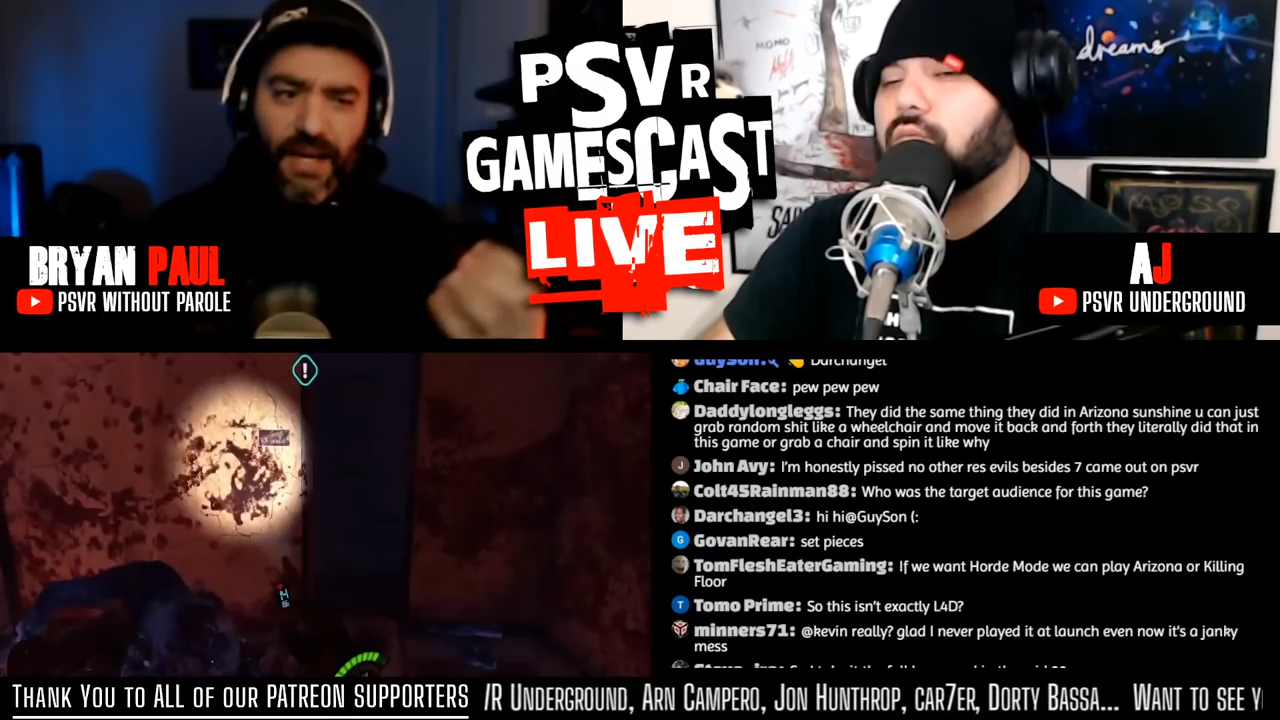 PSVR
GAMESCAST
LIVE
dreams
MOMO
MOSS
BRYAN PAUL
PSVR WITHOUT PAROLE
AJ
PSVR UNDERGROUND
!
GuySon: Darchangel
Chair Face: pew pew pew
Daddylongleggs: They did the same thing they did in Arizona sunshine u can just
grab random shit like a wheelchair and move it back and forth they literally did that in
this game or grab a chair and spin it like why
John Avy: I'm honestly pissed no other res evils besides 7 came out on psvr
Colt45Rainman88: Who was the target audience for this game?
Darchangel3: hi hi@GuySon (:
GovanRear: set pieces
TomFleshEaterGaming: If we want Horde Mode we can play Arizona or Killing
Floor
Tomo Prime: So this isn't exactly L4D?
minners71: @kevin really? glad I never played it at launch even now it's a janky
mess
THANK YOU TO ALL OF OUR PATREON SUPPORTERS
/R UNDERGROUND, ARN CAMPERO, JON HUNTHROP, CAR7ER, DORTY BASSA... WANT TO SEE Y